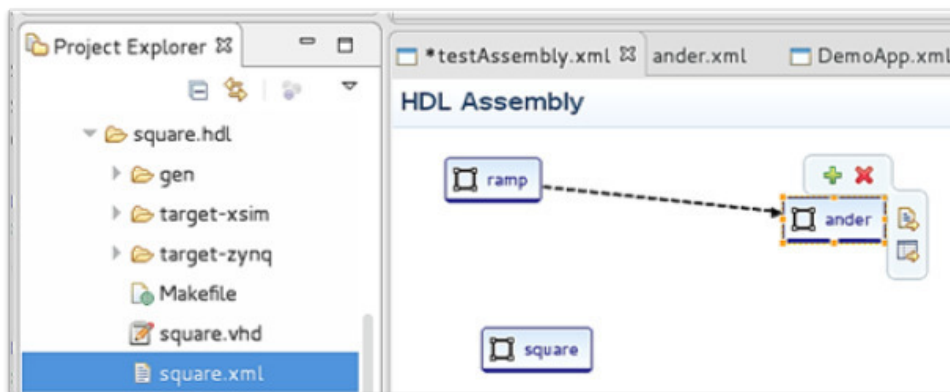 Project Explorer
*testAssembly.xml
ander.xml
DemoApp.xml
HDL Assembly
square.hdl
gen
target-xsim
target-zynq
Makefile
square.vhd
square.xml
ramp
ander
square